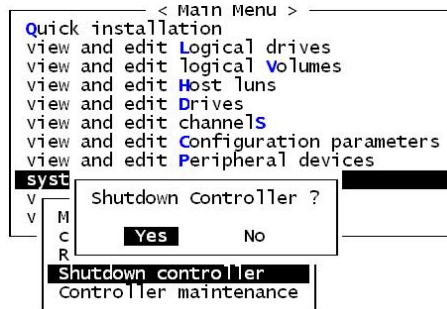 < Main Menu >
Quick installation
view and edit Logical drives
view and edit logical Volumes
view and edit Host luns
view and edit Drives
view and edit channelS
view and edit Configuration parameters
view and edit Peripheral devices
syst
v
v
Shutdown Controller ?
Yes No
M
C
R
Shutdown controller
Controller maintenance